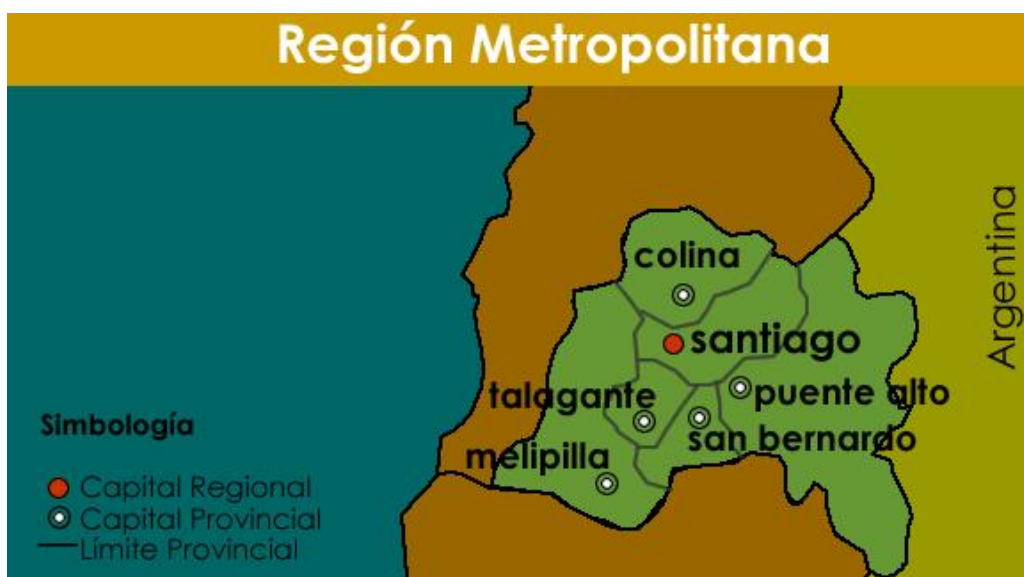 Región Metropolitana
Argentina
colina
santiago
puente alto
talagante
san bernardo
melipilla
Simbología
Capital Regional
Capital Provincial
Límite Provincial